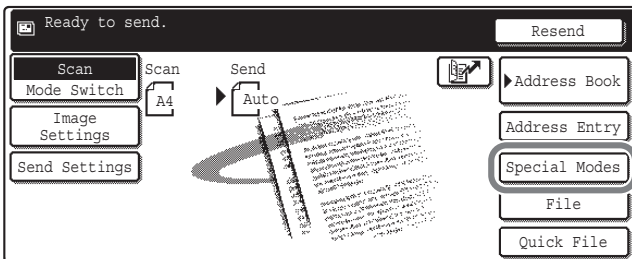 Ready to send.
Resend
Scan
Mode Switch
Scan
A4
Send
Auto
Address Book
Image
Settings
Address Entry
Send Settings
Special Modes
File
Quick File